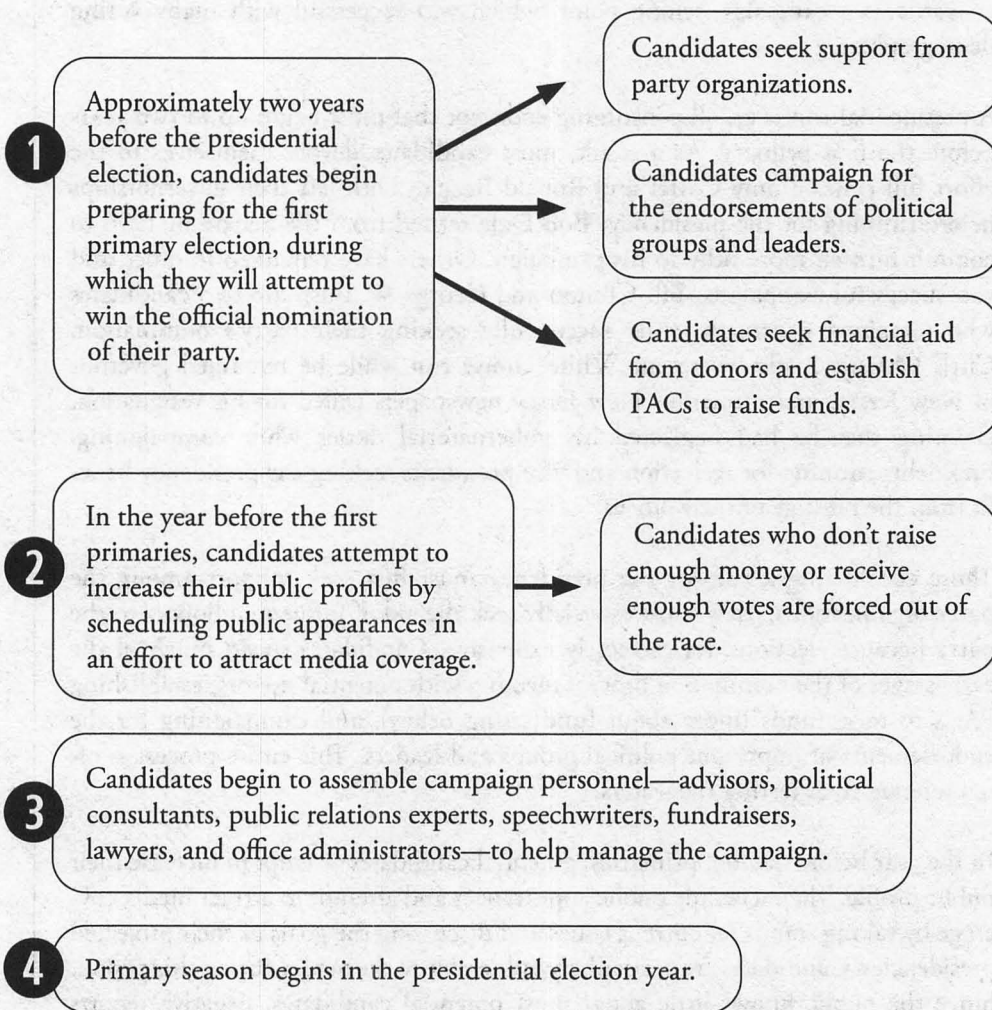 1
Approximately two years
before the presidential
election, candidates begin
preparing for the first
primary election, during
which they will attempt to
win the official nomination
of their party.
Candidates seek support from
party organizations.
Candidates campaign for
the endorsements of political
groups and leaders.
Candidates seek financial aid
from donors and establish
PACs to raise funds.
2
In the year before the first
primaries, candidates attempt to
increase their public profiles by
scheduling public appearances in
an effort to attract media coverage.
Candidates who don't raise
enough money or receive
enough votes are forced out of
the race.
3
Candidates begin to assemble campaign personnel—advisors, political
consultants, public relations experts, speechwriters, fundraisers,
lawyers, and office administrators—to help manage the campaign.
4
Primary season begins in the presidential election year.